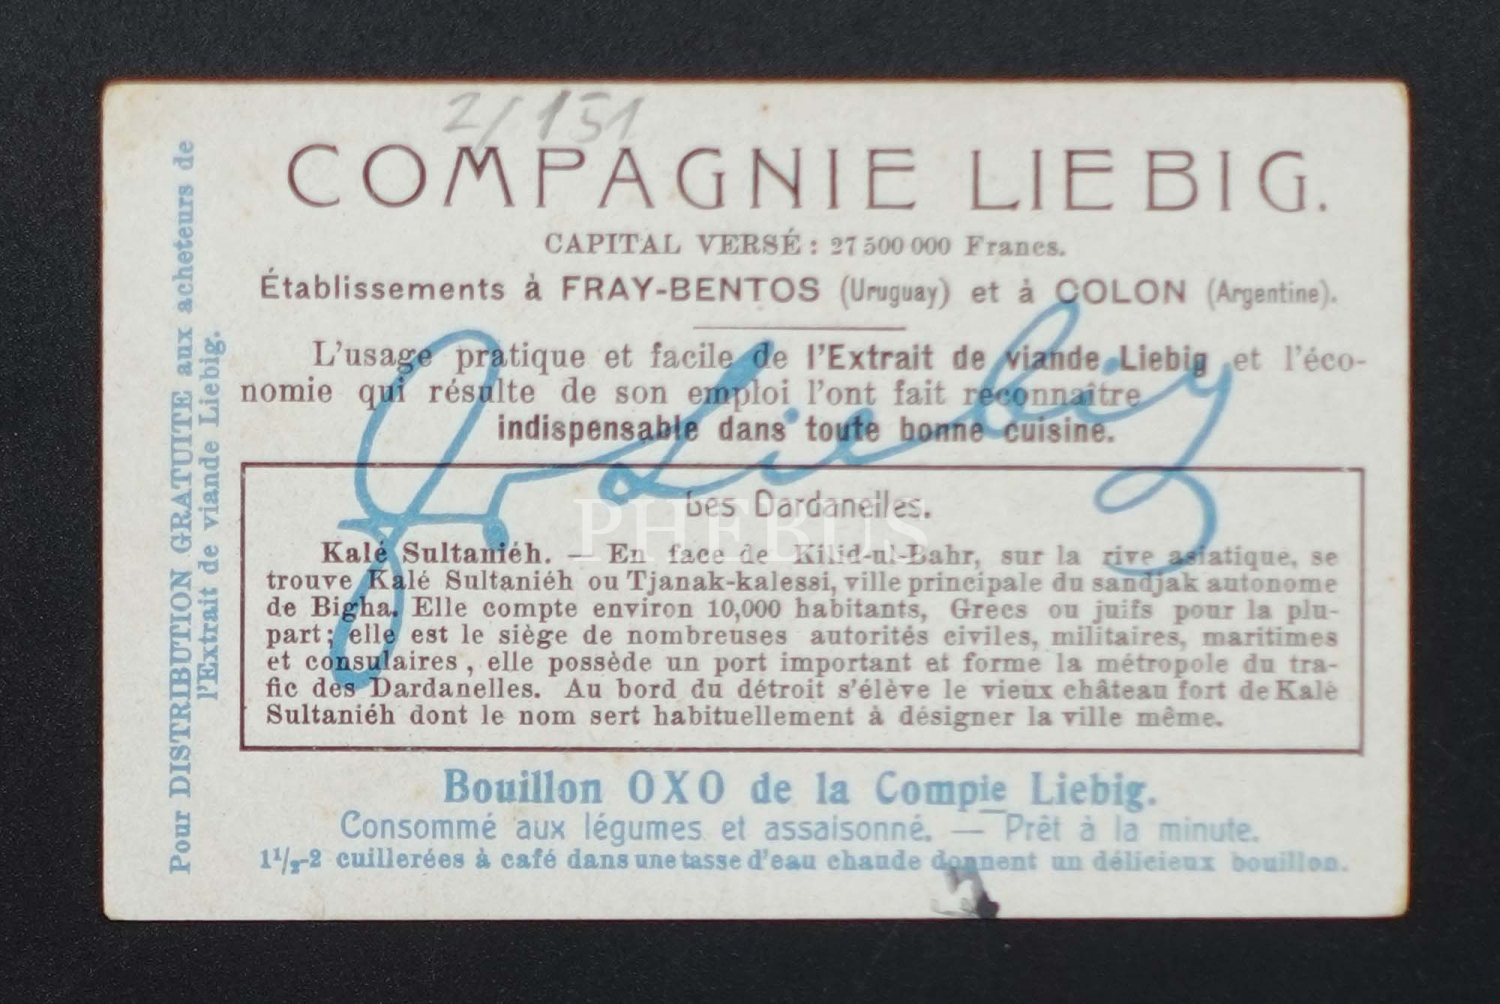 2/151
COMPAGNIE LIEBIG.
CAPITAL VERSÉ: 27 500 000 Francs.
Établissements à FRAY-BENTOS (Uruguay) et à COLON (Argentine).
L'usage pratique et facile de l'Extrait de viande Liebig et l'éco-
nomie qui résulte de son emploi l'ont fait reconnaître
indispensable dans toute bonne cuisine.
J. v. Liebig
Les Dardanelles.
PHEBUS
Kalé Sultaniéh. — En face de Kilid-ul-Bahr, sur la rive asiatique, se
trouve Kalé Sultaniéh ou Tjanak-kalessi, ville principale du sandjak autonome
de Bigha. Elle compte environ 10,000 habitants, Grecs ou juifs pour la plu-
part; elle est le siège de nombreuses autorités civiles, militaires, maritimes
et consulaires, elle possède un port important et forme la métropole du tra-
fic des Dardanelles. Au bord du détroit s'élève le vieux château fort de Kalé
Sultaniéh dont le nom sert habituellement à désigner la ville même.
Bouillon OXO de la Compie Liebig.
Consommé aux légumes et assaisonné. — Prêt à la minute.
1 1/2-2 cuillerées à café dans une tasse d'eau chaude donnent un délicieux bouillon.
Pour DISTRIBUTION GRATUITE aux acheteurs de
l'Extrait de viande Liebig.